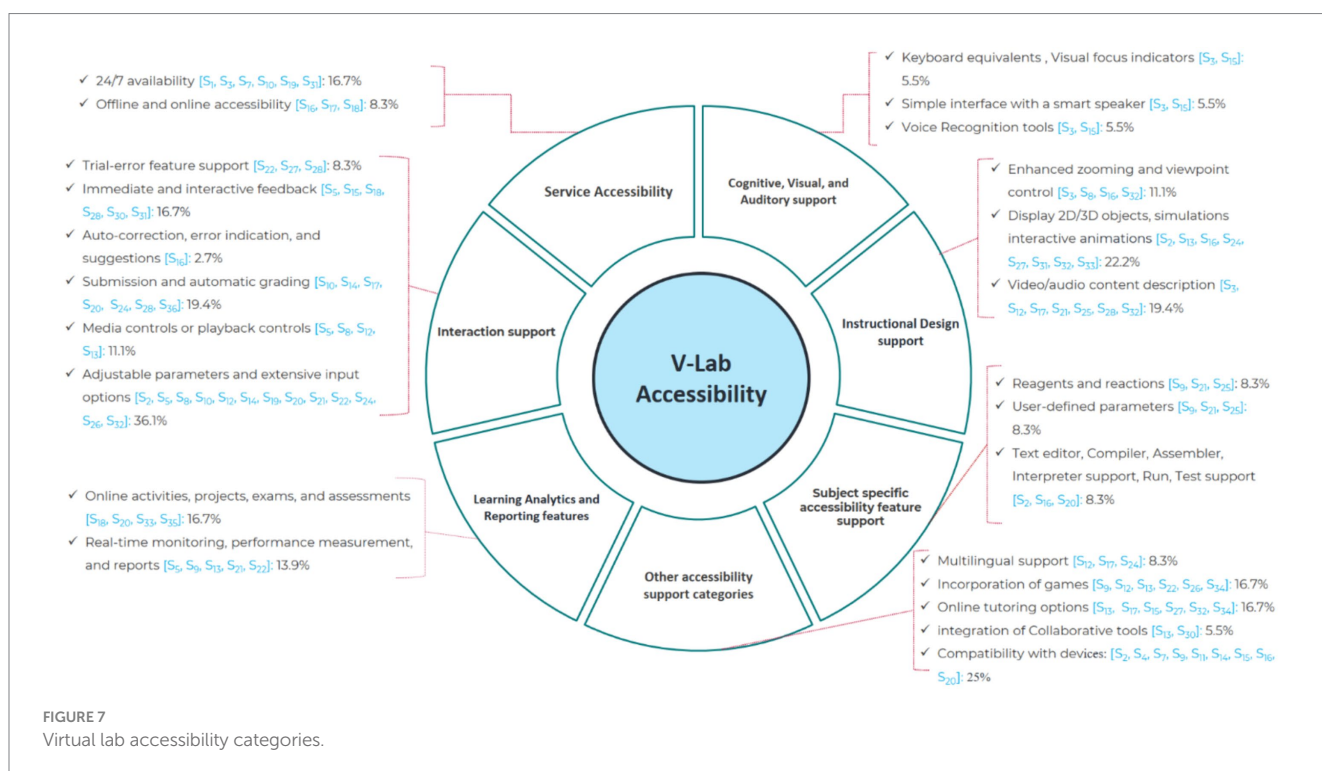 ✓ 24/7 availability [S₁, S₃, S₇, S₁₀, S₁₉, S₃₁]: 16.7%
✓ Offline and online accessibility [S₁₆, S₁₇, S₁₈]: 8.3%
✓ Keyboard equivalents , Visual focus indicators [S₃, S₁₅]:
5.5%
✓ Simple interface with a smart speaker [S₃, S₁₅]: 5.5%
✓ Voice Recognition tools [S₃, S₁₅]: 5.5%
✓ Trial-error feature support [S₂₂, S₂₇, S₂₈]: 8.3%
✓ Immediate and interactive feedback [S₅, S₁₅, S₁₈,
S₂₈, S₃₀, S₃₁]: 16.7%
✓ Auto-correction, error indication, and
suggestions [S₁₆]: 2.7%
✓ Submission and automatic grading [S₁₀, S₁₄, S₁₇,
S₂₀, S₂₄, S₂₈, S₃₆]: 19.4%
✓ Media controls or playback controls [S₅, S₈, S₁₂,
S₁₃]: 11.1%
✓ Adjustable parameters and extensive input
options [S₂, S₅, S₈, S₁₀, S₁₂, S₁₄, S₁₉, S₂₀, S₂₁, S₂₂, S₂₄,
S₂₆, S₃₂]: 36.1%
Service Accessibility
Cognitive, Visual, and
Auditory support
✓ Enhanced zooming and viewpoint
control [S₃, S₈, S₁₆, S₃₂]: 11.1%
✓ Display 2D/3D objects, simulations
interactive animations [S₂, S₁₃, S₁₆, S₂₄,
S₂₇, S₃₁, S₃₂, S₃₃]: 22.2%
✓ Video/audio content description [S₃,
S₁₂, S₁₇, S₂₁, S₂₅, S₂₈, S₃₂]: 19.4%
Interaction support
V-Lab
Accessibility
Instructional Design
support
✓ Reagents and reactions [S₉, S₂₁, S₂₅]: 8.3%
✓ User-defined parameters [S₉, S₂₁, S₂₅]:
8.3%
✓ Text editor, Compiler, Assembler,
Interpreter support, Run, Test support
[S₂, S₁₆, S₂₀]: 8.3%
✓ Online activities, projects, exams, and assessments
[S₁₈, S₂₀, S₃₃, S₃₅]: 16.7%
✓ Real-time monitoring, performance measurement,
and reports [S₅, S₉, S₁₃, S₂₁, S₂₂]: 13.9%
Learning Analytics and
Reporting features
Subject specific
accessibility feature
support
Other accessibility
support categories
✓ Multilingual support [S₁₂, S₁₇, S₂₄]: 8.3%
✓ Incorporation of games [S₉, S₁₂, S₁₃, S₂₂, S₂₆, S₃₄]: 16.7%
✓ Online tutoring options [S₁₃, S₁₇, S₁₅, S₂₇, S₃₂, S₃₄]: 16.7%
✓ integration of Collaborative tools [S₁₃, S₃₀]: 5.5%
✓ Compatibility with devices: [S₂, S₄, S₇, S₉, S₁₁, S₁₄, S₁₅, S₁₆,
S₂₀]: 25%
FIGURE 7
Virtual lab accessibility categories.